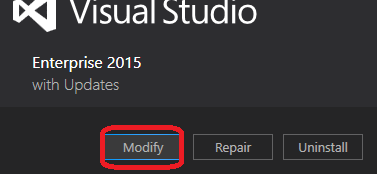 Visual Studio
Enterprise 2015
with Updates
Modify Repair Uninstall